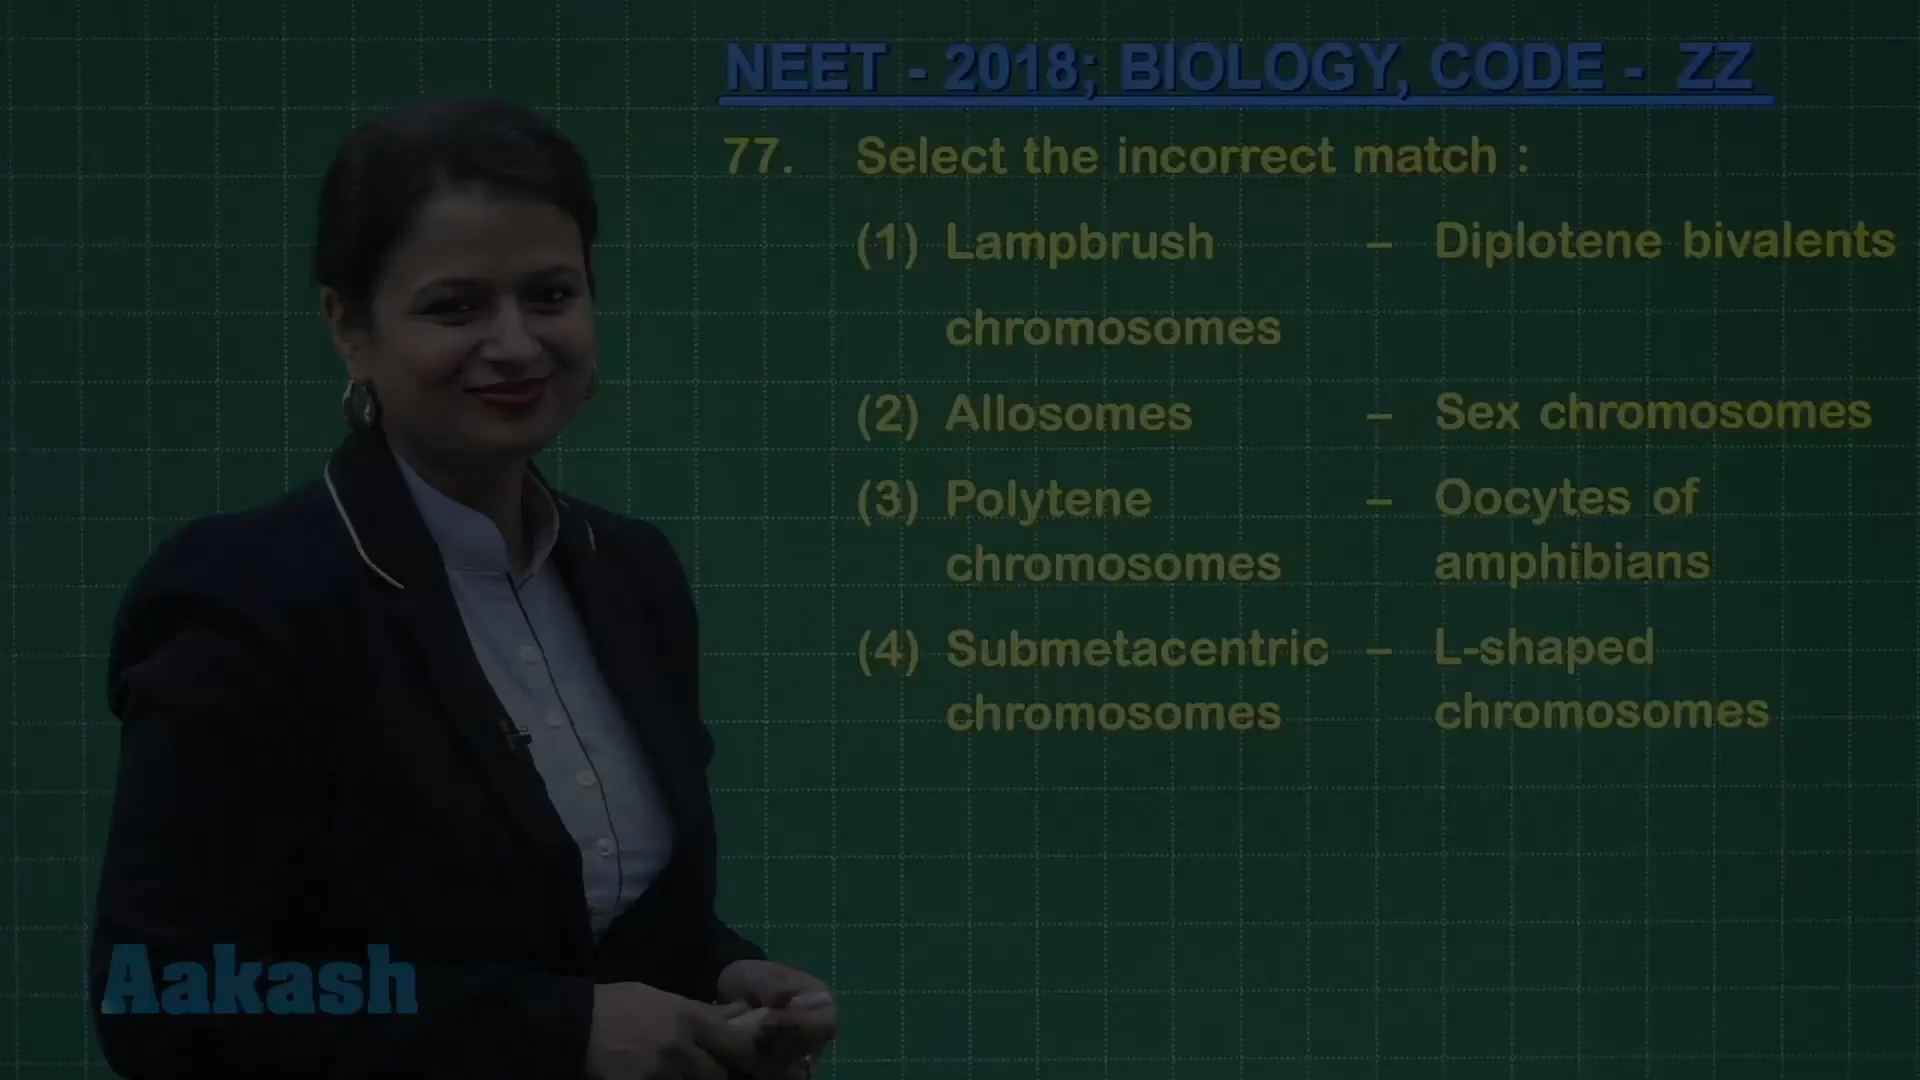 NEET - 2018; BIOLOGY, CODE - ZZ
77. Select the incorrect match :
(1) Lampbrush – Diplotene bivalents
chromosomes
(2) Allosomes – Sex chromosomes
(3) Polytene – Oocytes of
chromosomes amphibians
(4) Submetacentric – L-shaped
chromosomes chromosomes
Aakash